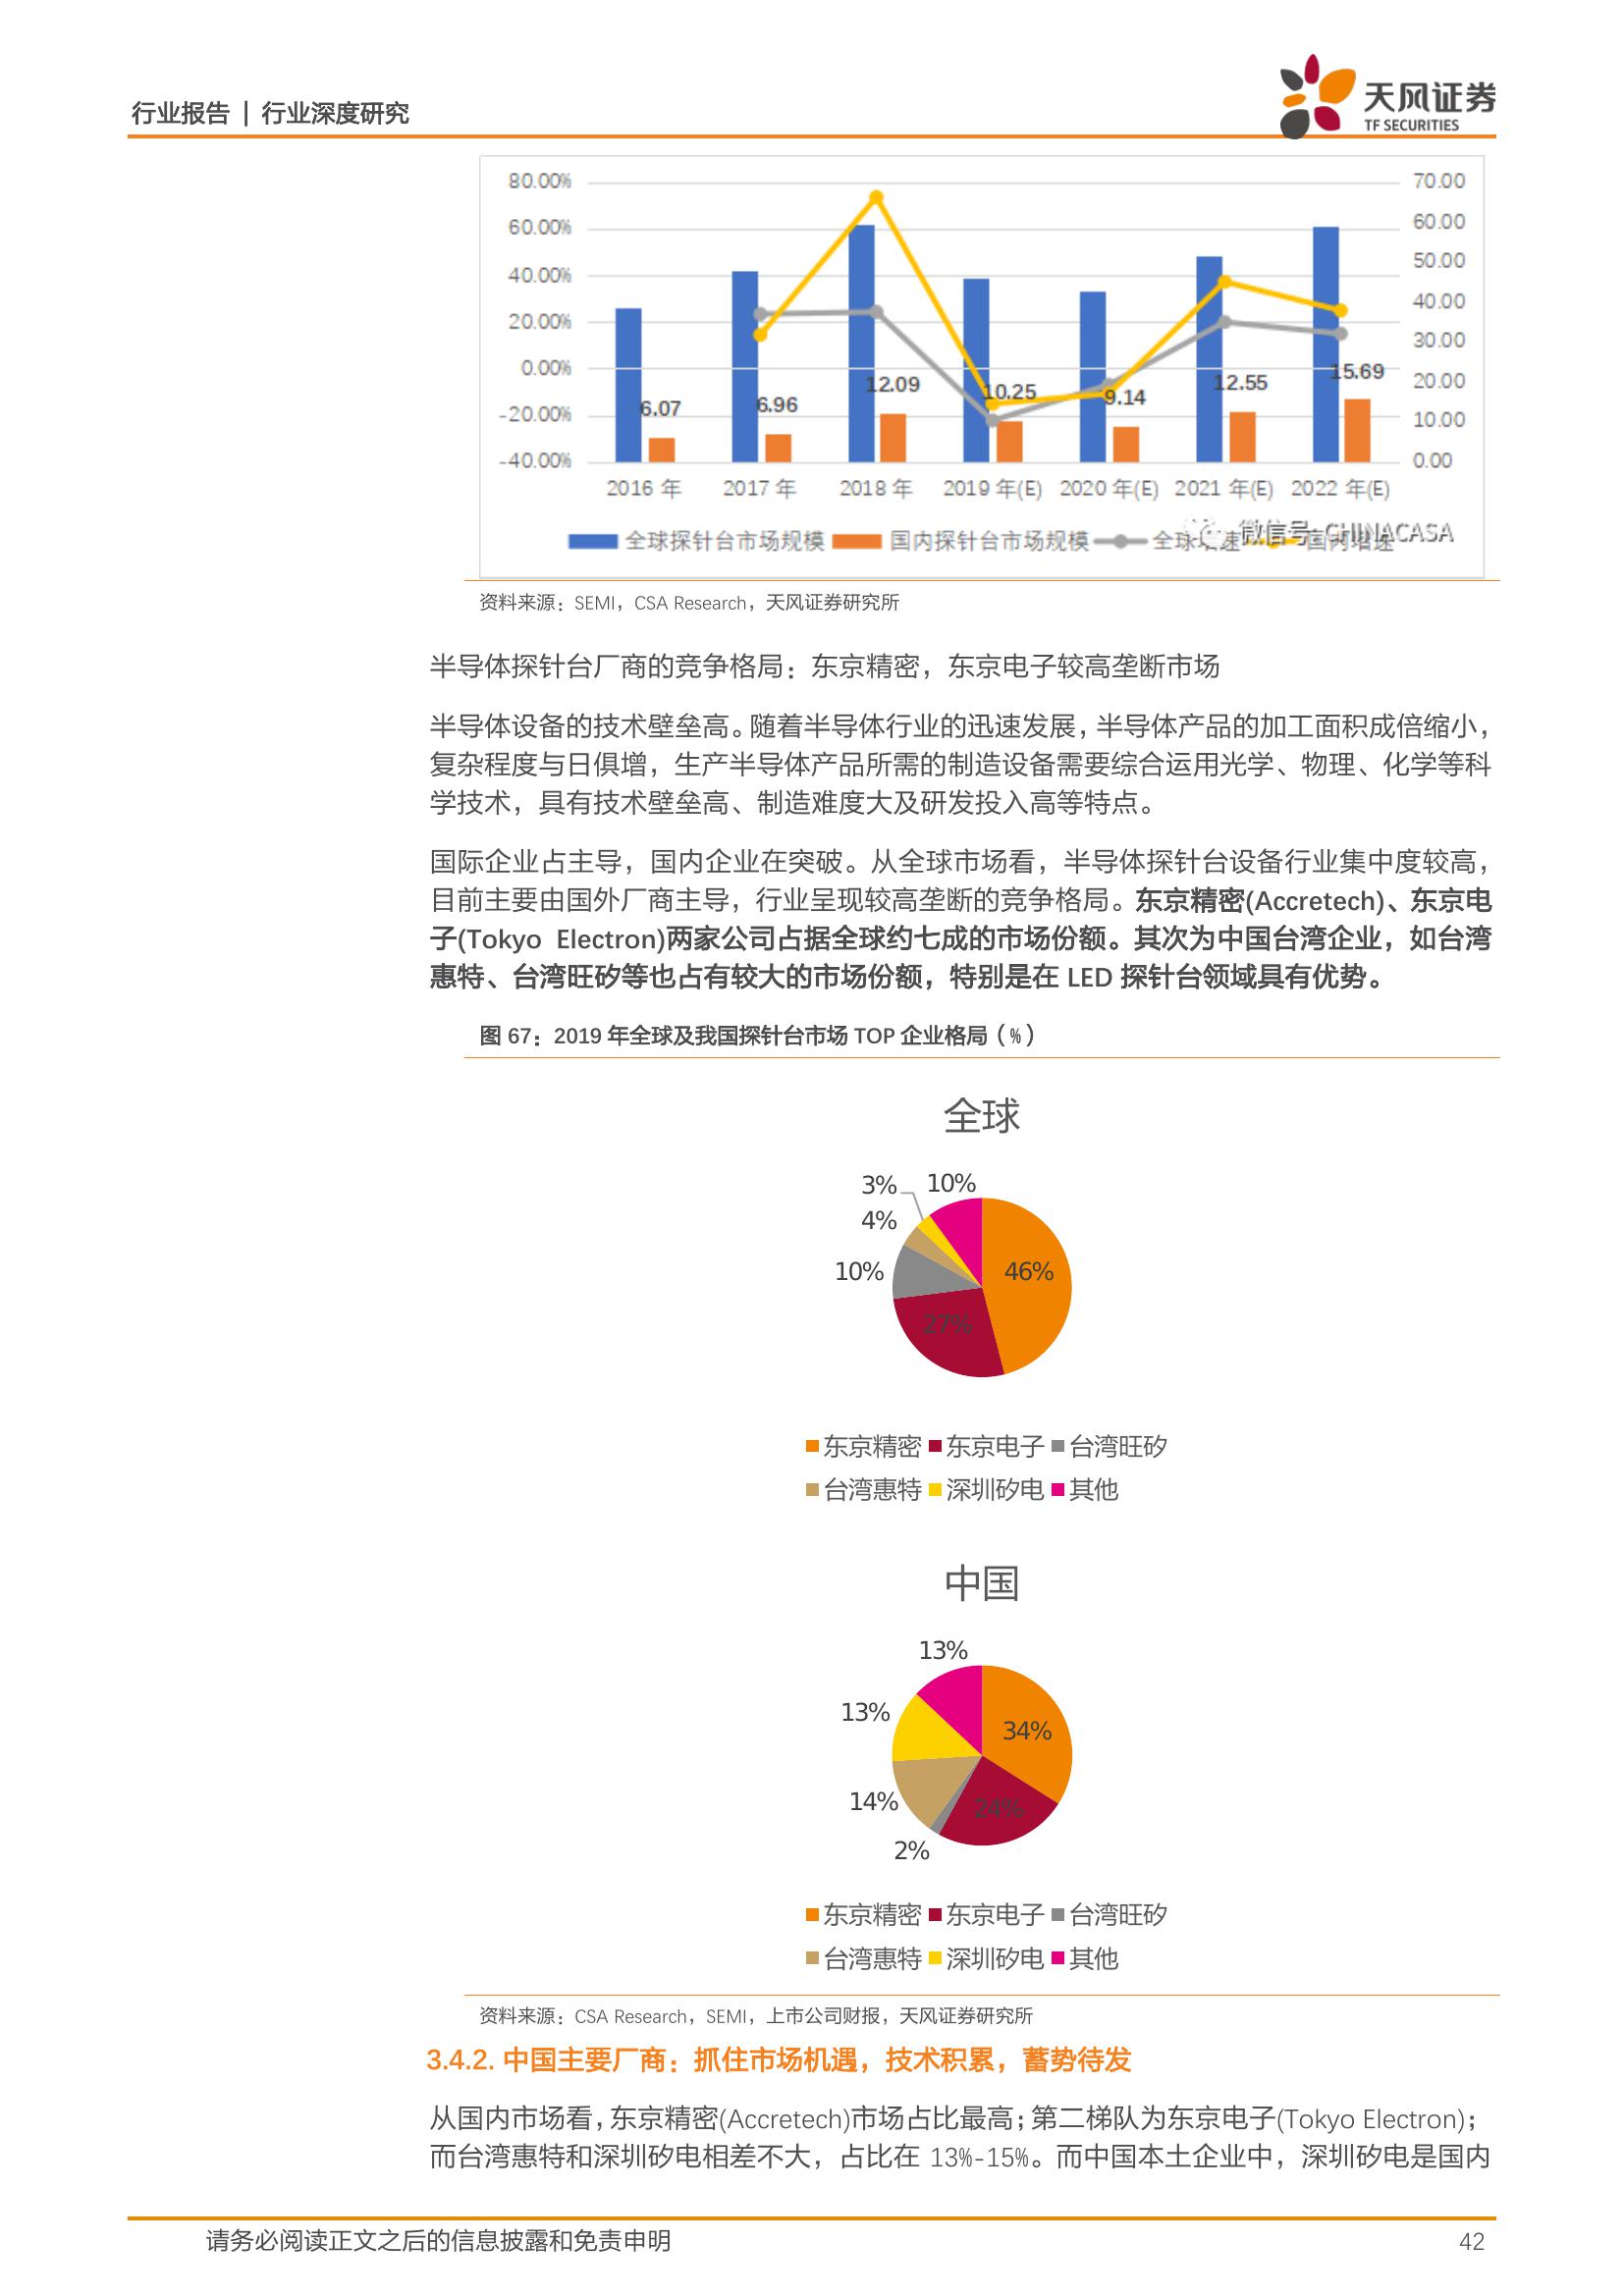 行业报告 | 行业深度研究
天风证券
TF SECURITIES
80.00%
60.00%
40.00%
20.00%
0.00%
-20.00%
-40.00%
70.00
60.00
50.00
40.00
30.00
20.00
10.00
0.00
6.07
6.96
12.09
10.25
9.14
12.55
15.69
2016 年 2017 年 2018 年 2019 年(E) 2020 年(E) 2021 年(E) 2022 年(E)
全球探针台市场规模 国内探针台市场规模 全球增速 国内增速
微信号: CHINACASA
资料来源：SEMI，CSA Research，天风证券研究所
半导体探针台厂商的竞争格局：东京精密，东京电子较高垄断市场
半导体设备的技术壁垒高。随着半导体行业的迅速发展，半导体产品的加工面积成倍缩小，
复杂程度与日俱增，生产半导体产品所需的制造设备需要综合运用光学、物理、化学等科
学技术，具有技术壁垒高、制造难度大及研发投入高等特点。
国际企业占主导，国内企业在突破。从全球市场看，半导体探针台设备行业集中度较高，
目前主要由国外厂商主导，行业呈现较高垄断的竞争格局。东京精密(Accretech)、东京电
子(Tokyo Electron)两家公司占据全球约七成的市场份额。其次为中国台湾企业，如台湾
惠特、台湾旺矽等也占有较大的市场份额，特别是在 LED 探针台领域具有优势。
图 67：2019 年全球及我国探针台市场 TOP 企业格局（%）
全球
3%
10%
4%
10%
46%
27%
东京精密 东京电子 台湾旺矽
台湾惠特 深圳矽电 其他
中国
13%
13%
34%
14%
24%
2%
东京精密 东京电子 台湾旺矽
台湾惠特 深圳矽电 其他
资料来源：CSA Research，SEMI，上市公司财报，天风证券研究所
3.4.2. 中国主要厂商：抓住市场机遇，技术积累，蓄势待发
从国内市场看，东京精密(Accretech)市场占比最高；第二梯队为东京电子(Tokyo Electron)；
而台湾惠特和深圳矽电相差不大，占比在 13%-15%。而中国本土企业中，深圳矽电是国内
请务必阅读正文之后的信息披露和免责申明
42